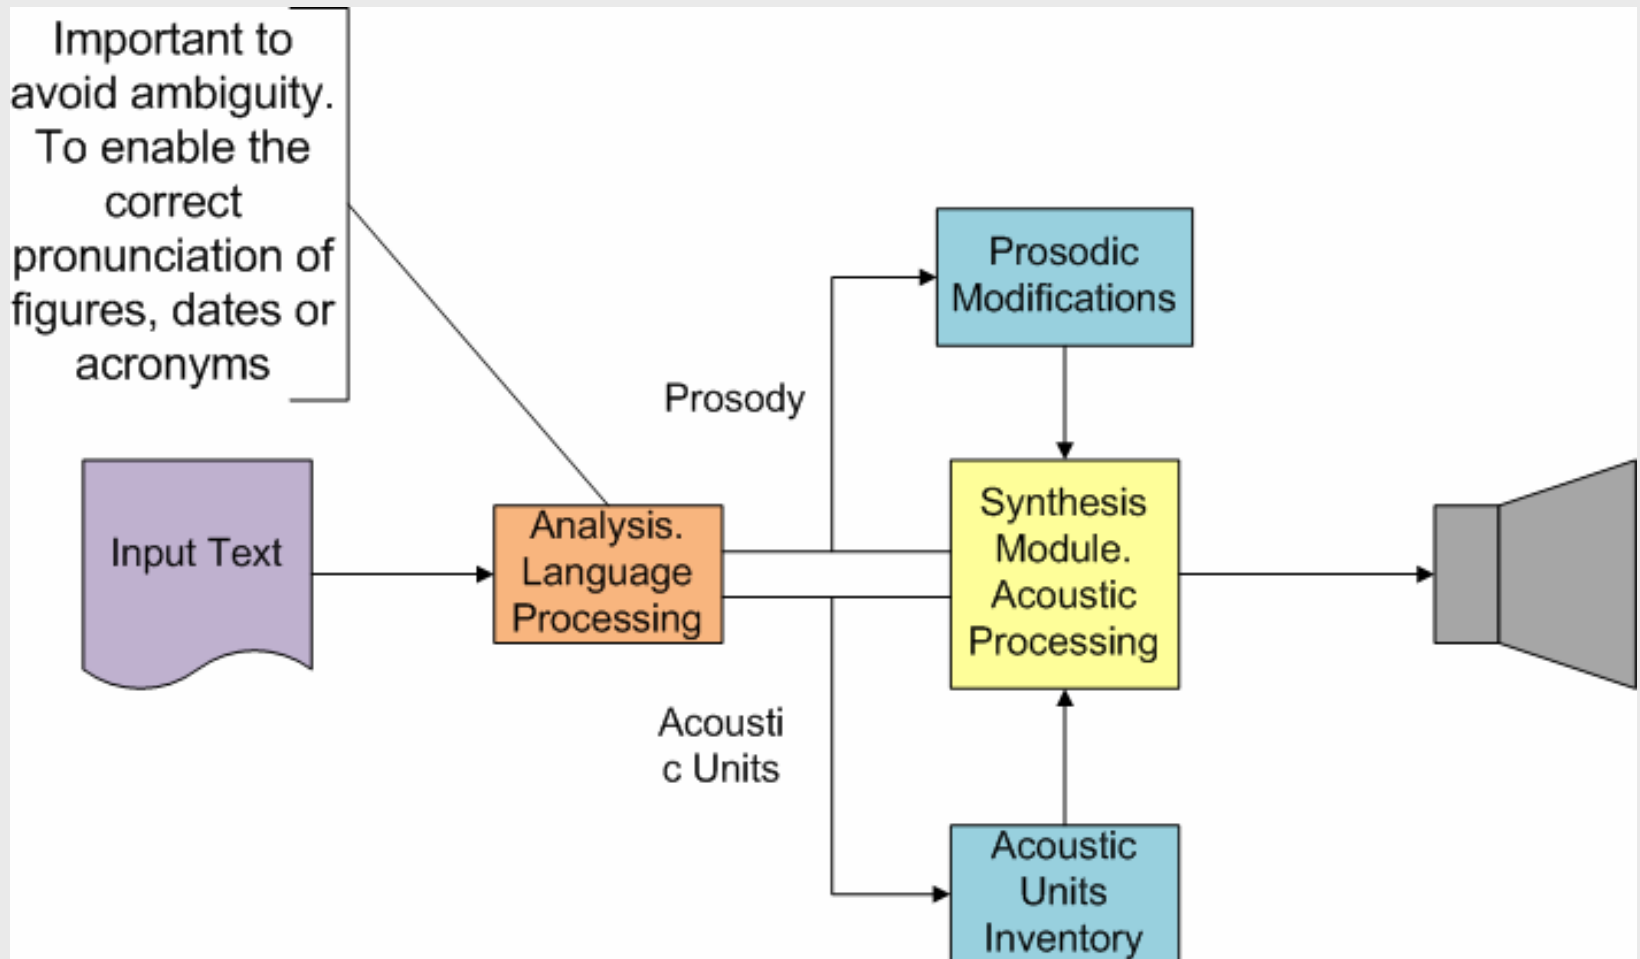 Important to
avoid ambiguity.
To enable the
correct
pronunciation of
figures, dates or
acronyms
Prosodic
Modifications
Prosody
Input Text
Analysis.
Language
Processing
Synthesis
Module.
Acoustic
Processing
Acousti
c Units
Acoustic
Units
Inventory